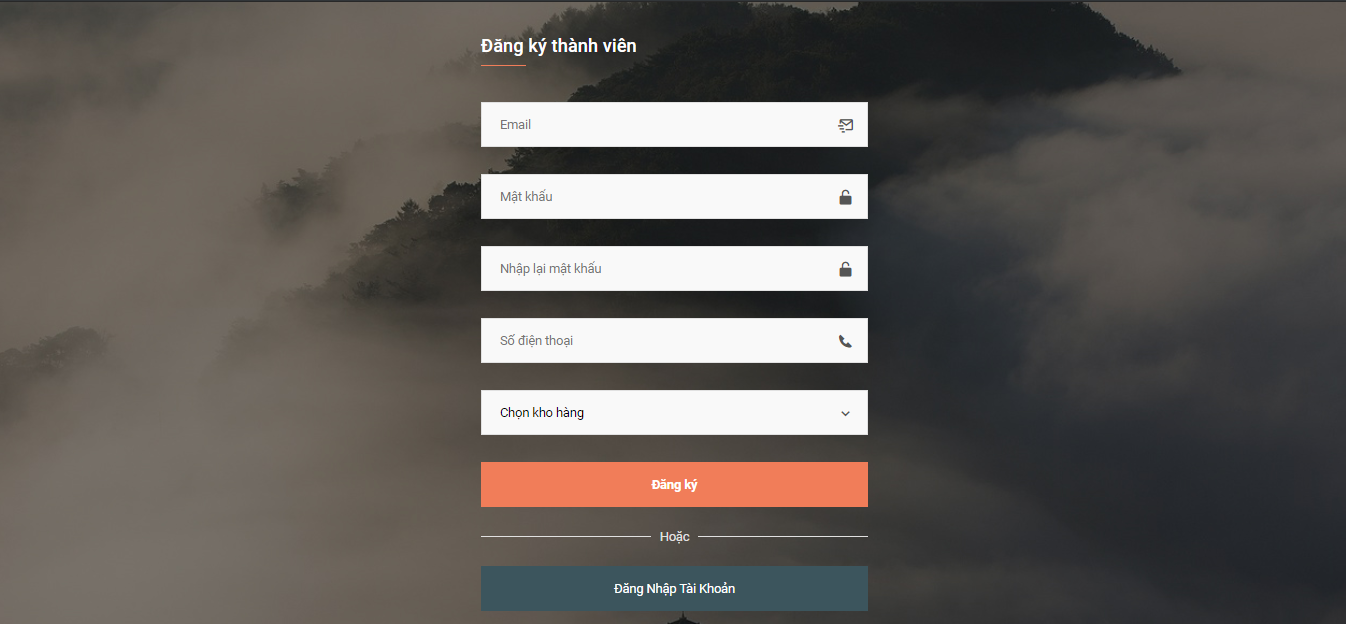 Đăng ký thành viên
Email
Mật khẩu
Nhập lại mật khẩu
Số điện thoại
Chọn kho hàng
Đăng ký
Hoặc
Đăng Nhập Tài Khoản